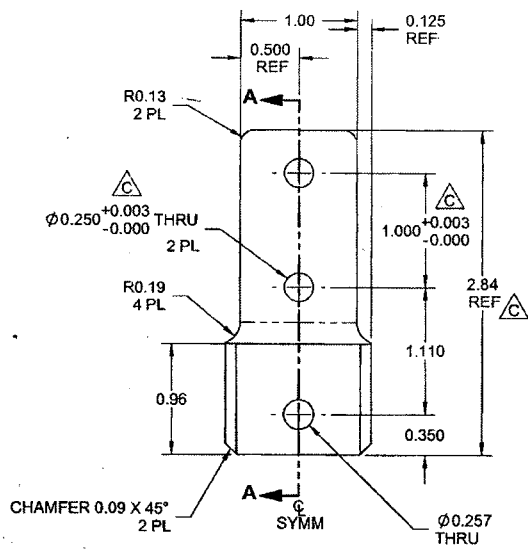 1.00
0.125
REF
0.500
REF
A
R0.13
2 PL
C
Ø0.250 +0.003 -0.000 THRU
2 PL
C
1.000 +0.003 -0.000
2.84
REF C
R0.19
4 PL
1.110
0.96
0.350
CHAMFER 0.09 X 45°
2 PL
A
℄
SYMM
Ø0.257
THRU